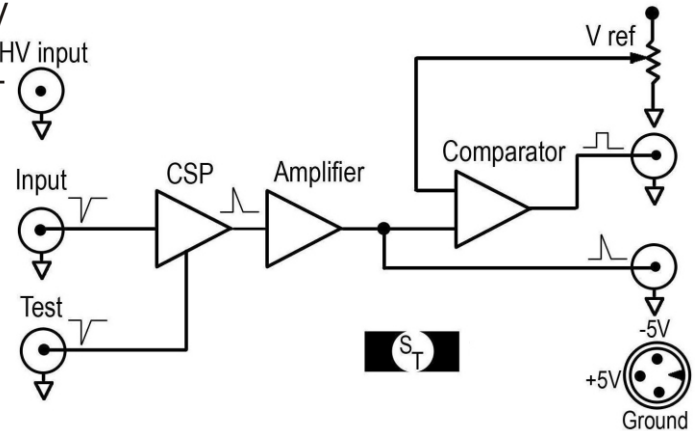 V ref
HV input
Comparator
CSP
Amplifier
Input
Test
S
T
-5V
+5V
Ground